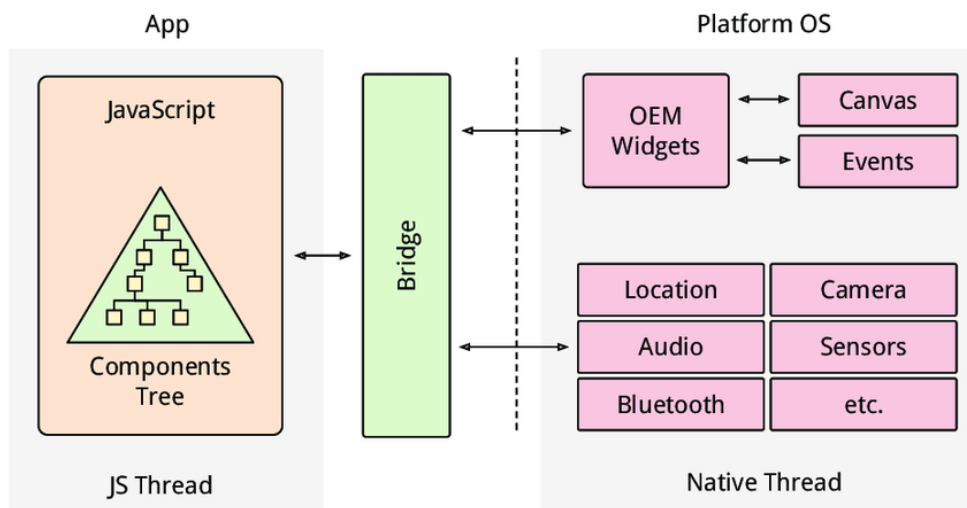 App
Platform OS
JavaScript
Components
Tree
JS Thread
Bridge
OEM
Widgets
Canvas
Events
Location
Camera
Audio
Sensors
Bluetooth
etc.
Native Thread